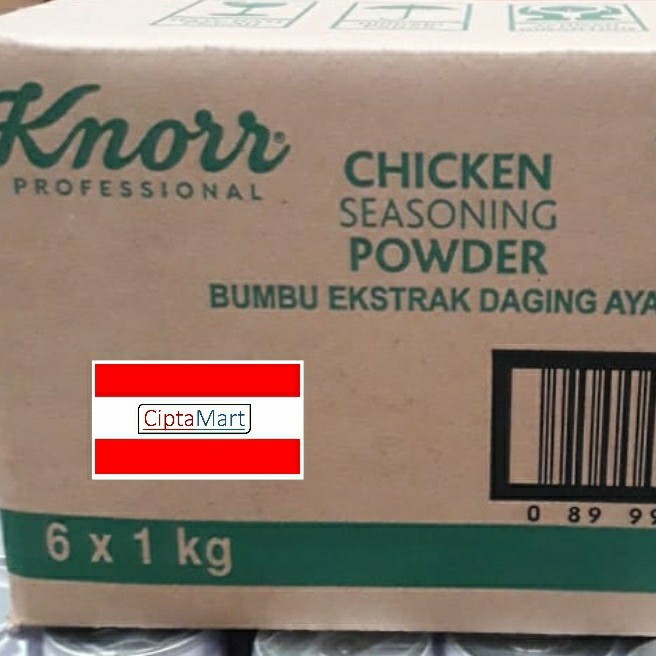 Knorr
PROFESSIONAL
CHICKEN
SEASONING
POWDER
BUMBU EKSTRAK DAGING AYA
CiptaMart
0 89 99
6 x 1 kg